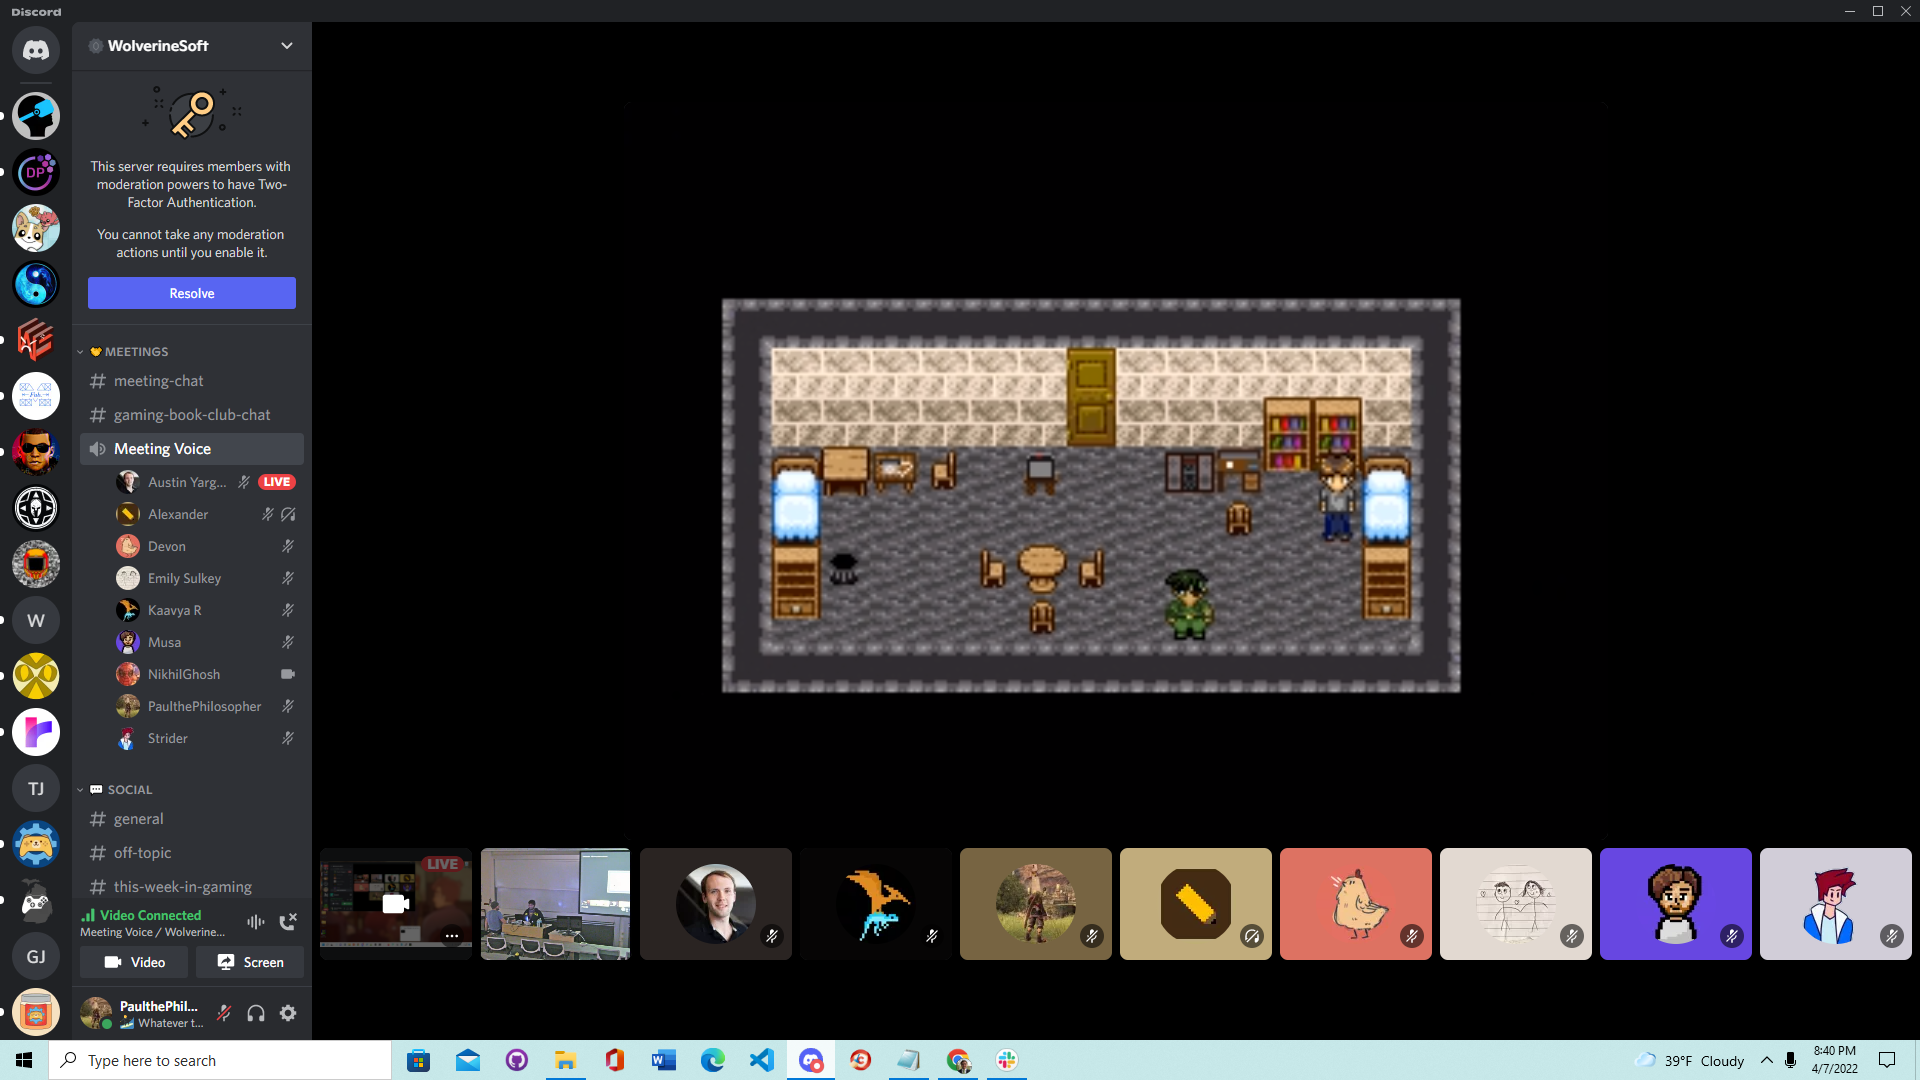 Discord
WolverineSoft
This server requires members with
moderation powers to have Two-
Factor Authentication.
You cannot take any moderation
actions until you enable it.
Resolve
MEETINGS
meeting-chat
gaming-book-club-chat
Meeting Voice
Austin Yarg... LIVE
Alexander
Devon
Emily Sulkey
Kaavya R
Musa
NikhilGhosh
PaulthePhilosopher
Strider
SOCIAL
general
off-topic
this-week-in-gaming
DP
W
TJ
GJ
LIVE
Video Connected
Meeting Voice / Wolverine...
Video
Screen
PaulthePhil...
Whatever t...
Type here to search
39°F Cloudy
8:40 PM
4/7/2022